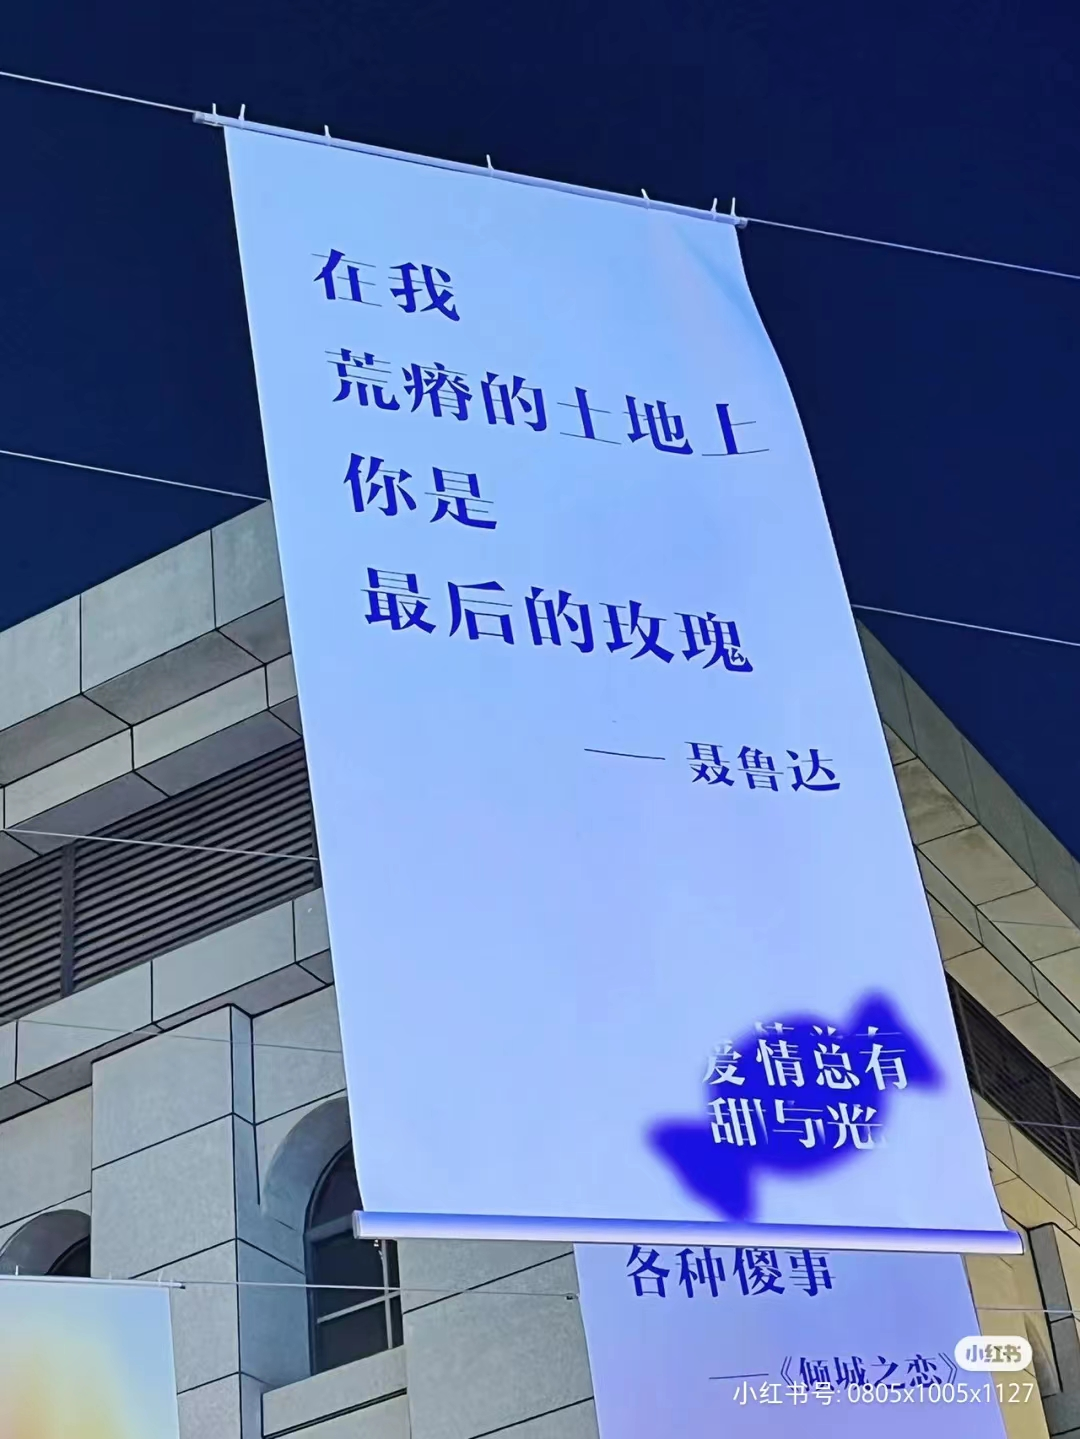 在我
荒瘠的土地上
你是
最后的玫瑰
—— 聂鲁达
爱情总有
甜与光
各种傻事
——《倾城之恋》
小红书
小红书号: 0805x1005x1127